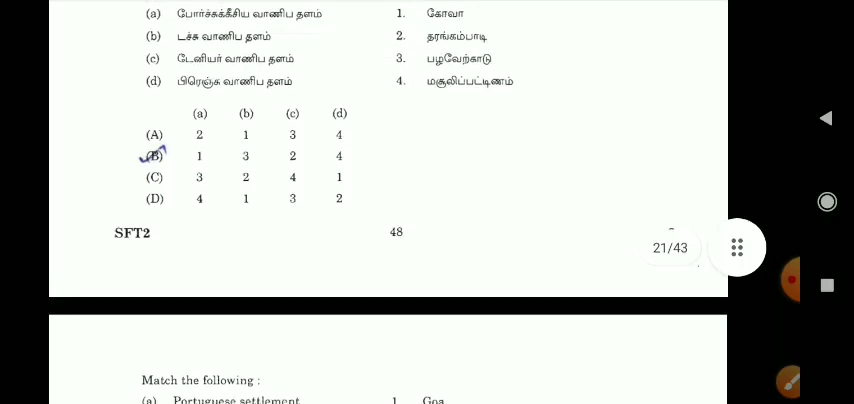 (a) போர்ச்சுக்கீசிய வாணிப தளம் 1. கோவா
(b) டச்சு வாணிப தளம் 2. தரங்கம்பாடி
(c) டேனியர் வாணிப தளம் 3. பழவேற்காடு
(d) பிரெஞ்சு வாணிப தளம் 4. மசூலிப்பட்டிணம்
(a) (b) (c) (d)
(A) 2 1 3 4
(B) 1 3 2 4
(C) 3 2 4 1
(D) 4 1 3 2
SFT2 48
21/43
Match the following :
(a) Portuguese settlement 1. Goa